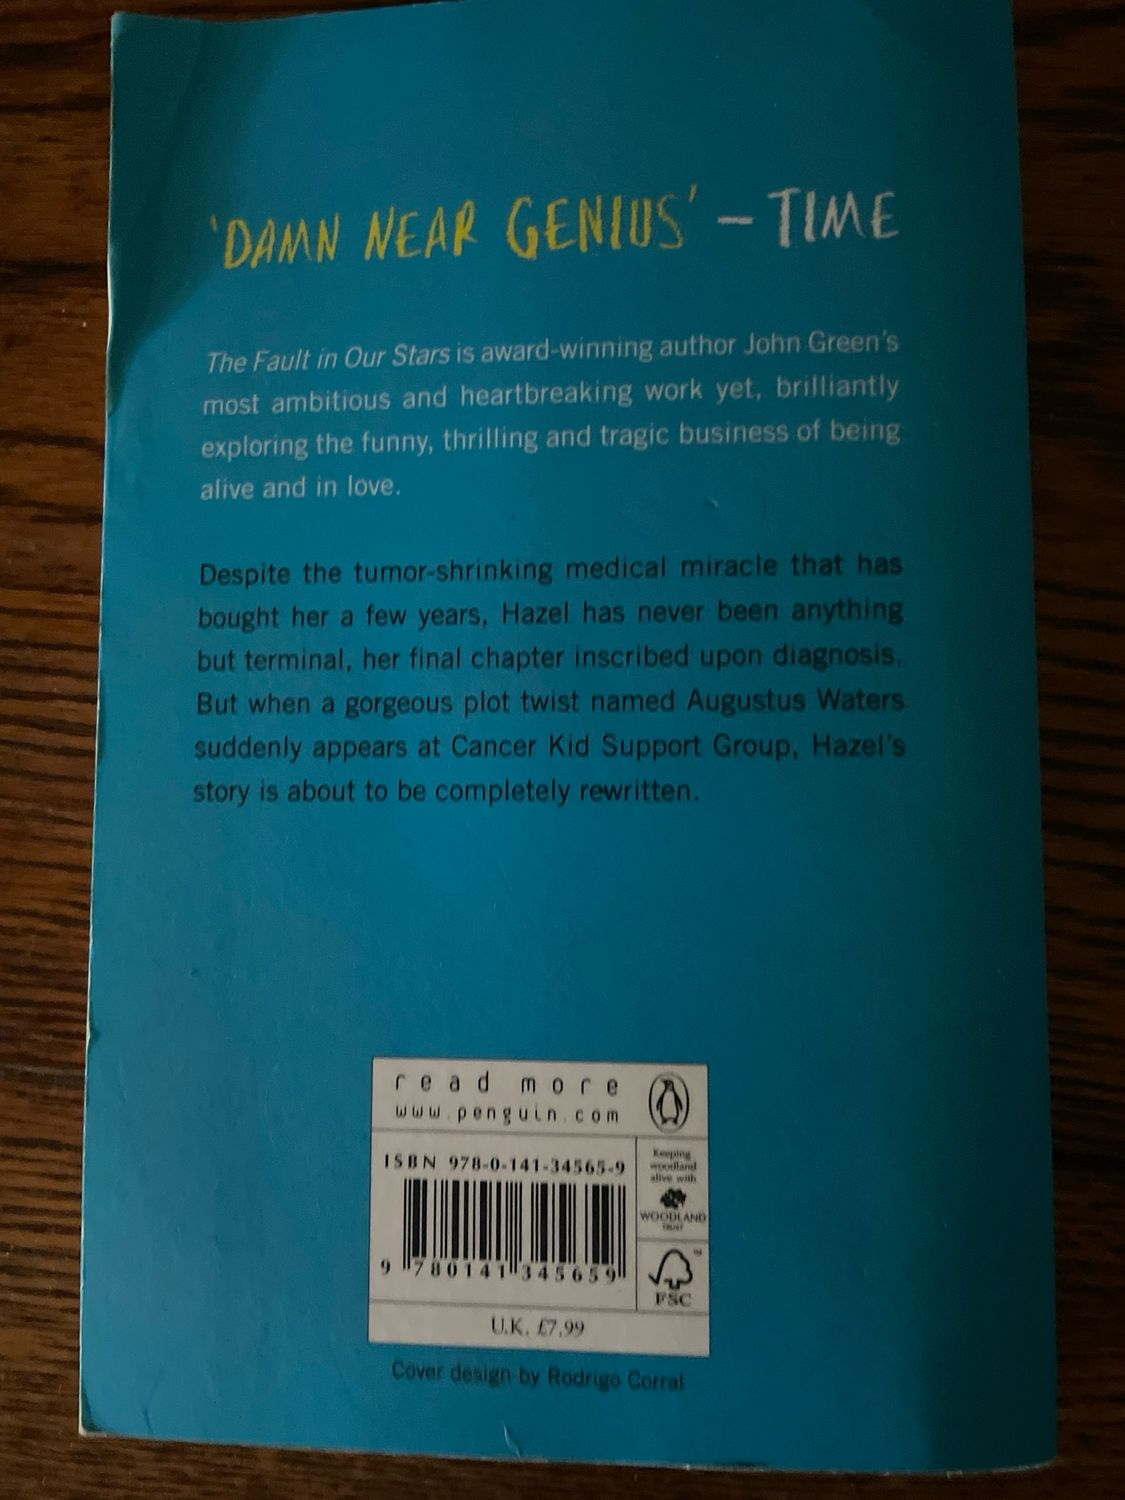 'DAMN NEAR GENIUS' – TIME
The Fault in Our Stars is award-winning author John Green's
most ambitious and heartbreaking work yet, brilliantly
exploring the funny, thrilling and tragic business of being
alive and in love.
Despite the tumor-shrinking medical miracle that has
bought her a few years, Hazel has never been anything
but terminal, her final chapter inscribed upon diagnosis.
But when a gorgeous plot twist named Augustus Waters
suddenly appears at Cancer Kid Support Group, Hazel's
story is about to be completely rewritten.
read more
www.penguin.com
ISBN 978-0-141-34565-9
9 780141 345659
Keeping
woodland
alive with
WOODLAND
TRUST
™
FSC
U.K. £7.99
Cover design by Rodrigo Corral